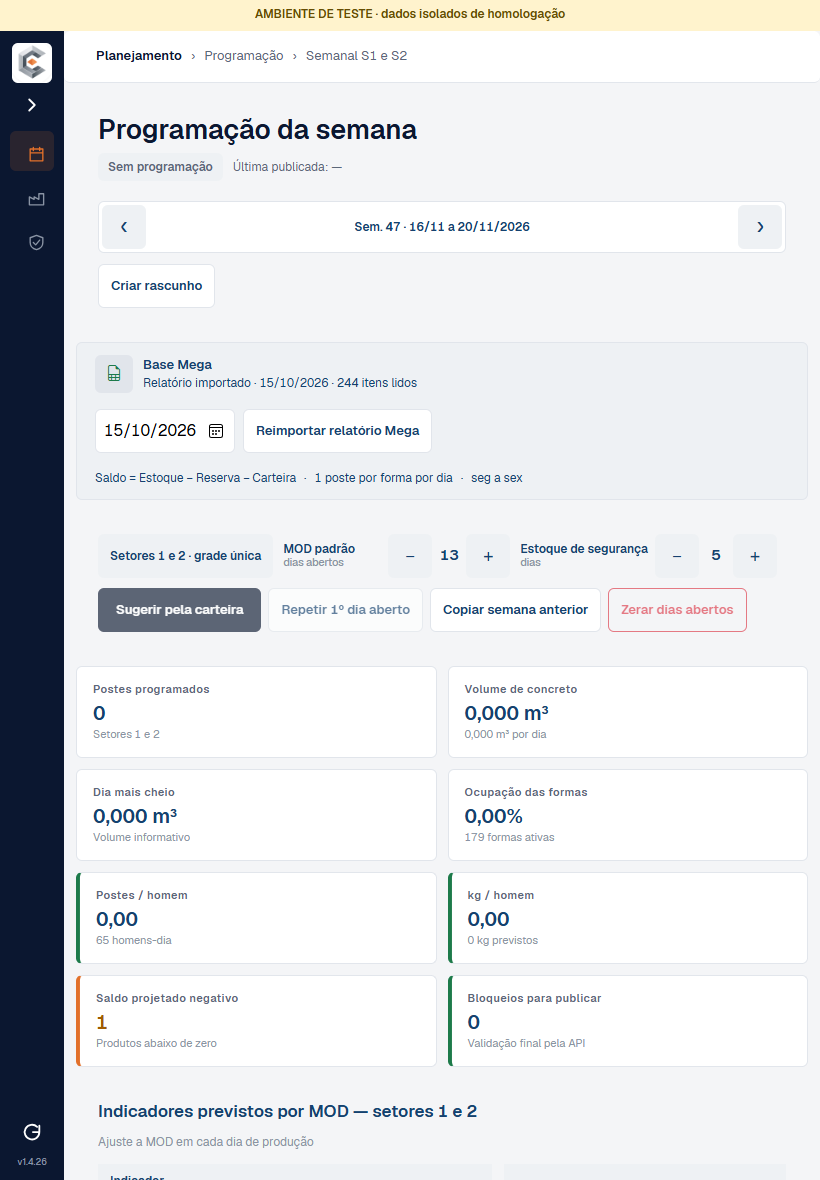 AMBIENTE DE TESTE · dados isolados de homologação
Planejamento › Programação › Semanal S1 e S2
Programação da semana
Sem programação Última publicada: —
‹ Sem. 47 · 16/11 a 20/11/2026 ›
Criar rascunho
Base Mega
Relatório importado · 15/10/2026 · 244 itens lidos
15/10/2026 Reimportar relatório Mega
Saldo = Estoque – Reserva – Carteira · 1 poste por forma por dia · seg a sex
Setores 1 e 2 · grade única
MOD padrão
dias abertos
− 13 +
Estoque de segurança
dias
− 5 +
Sugerir pela carteira Repetir 1º dia aberto Copiar semana anterior Zerar dias abertos
Postes programados
0
Setores 1 e 2
Volume de concreto
0,000 m³
0,000 m³ por dia
Dia mais cheio
0,000 m³
Volume informativo
Ocupação das formas
0,00%
179 formas ativas
Postes / homem
0,00
65 homens-dia
kg / homem
0,00
0 kg previstos
Saldo projetado negativo
1
Produtos abaixo de zero
Bloqueios para publicar
0
Validação final pela API
Indicadores previstos por MOD — setores 1 e 2
Ajuste a MOD em cada dia de produção
Indicador
v1.4.26